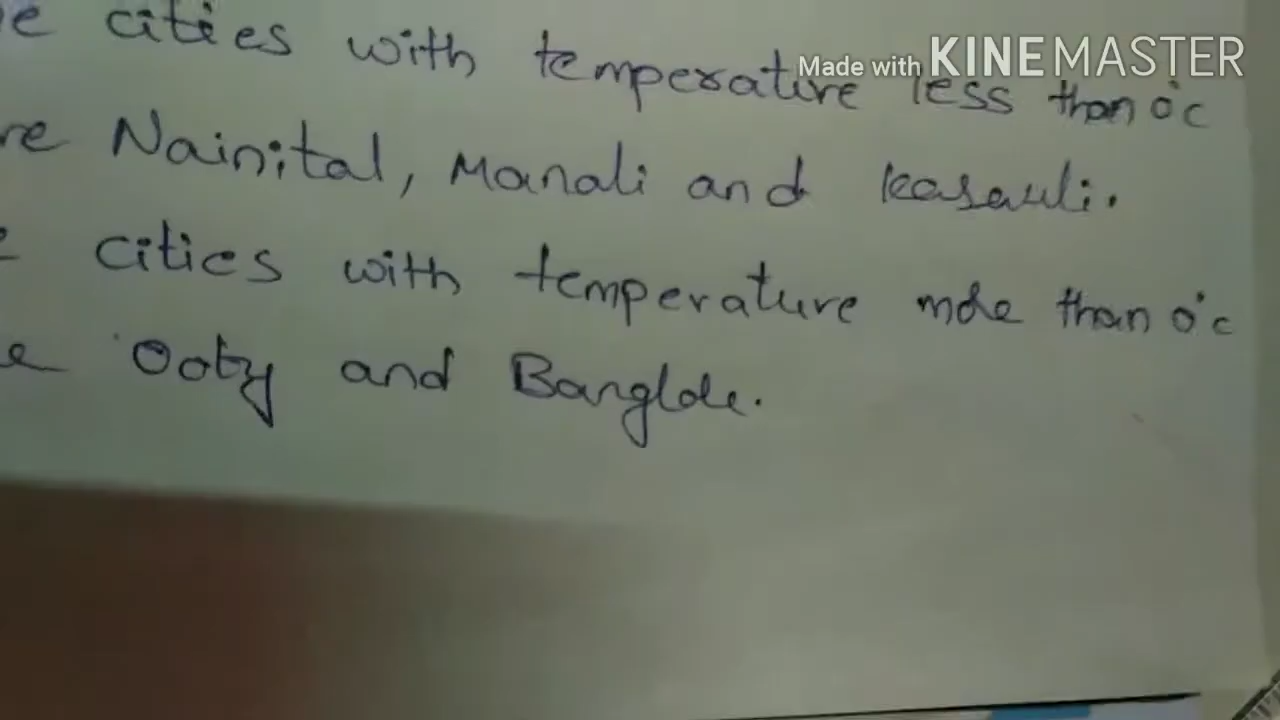 e cities with temperature less than 0°c
Made with KINEMASTER
re Nainital, Manali and kasauli.
cities with temperature more than 0°c
e Ooty and Banglore.